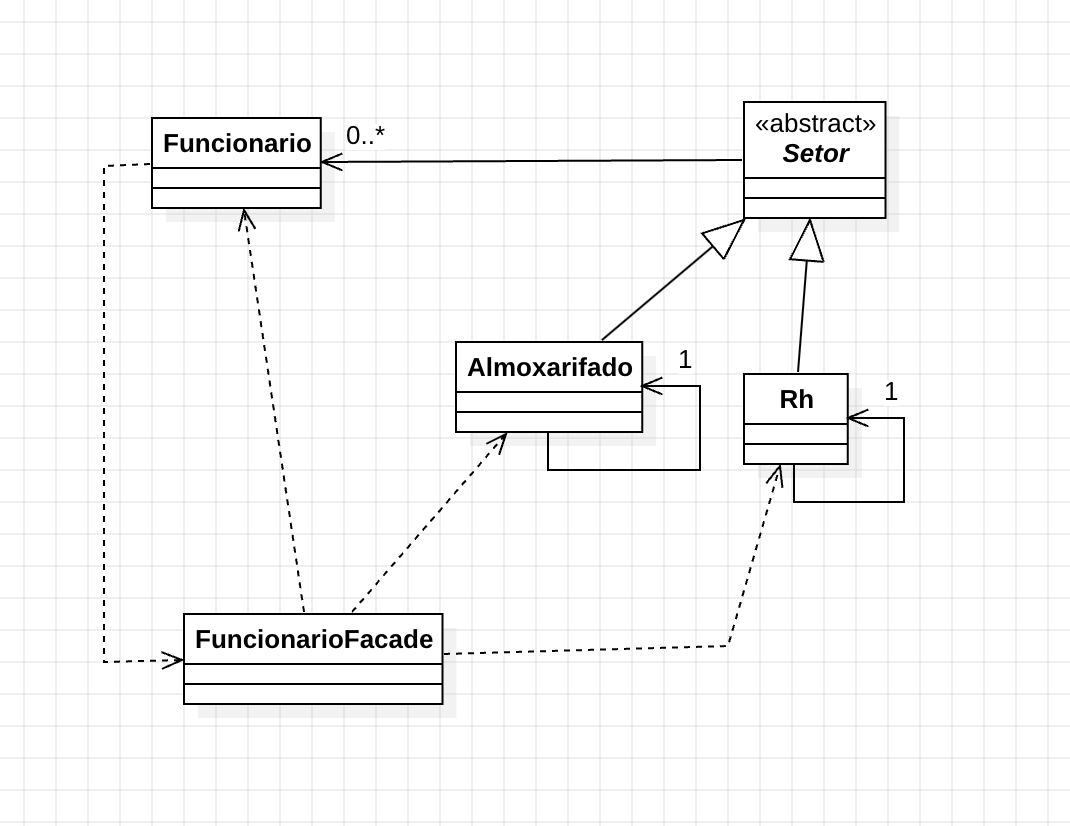 Funcionario
0..*
«abstract»
Setor
Almoxarifado
1
Rh
1
FuncionarioFacade